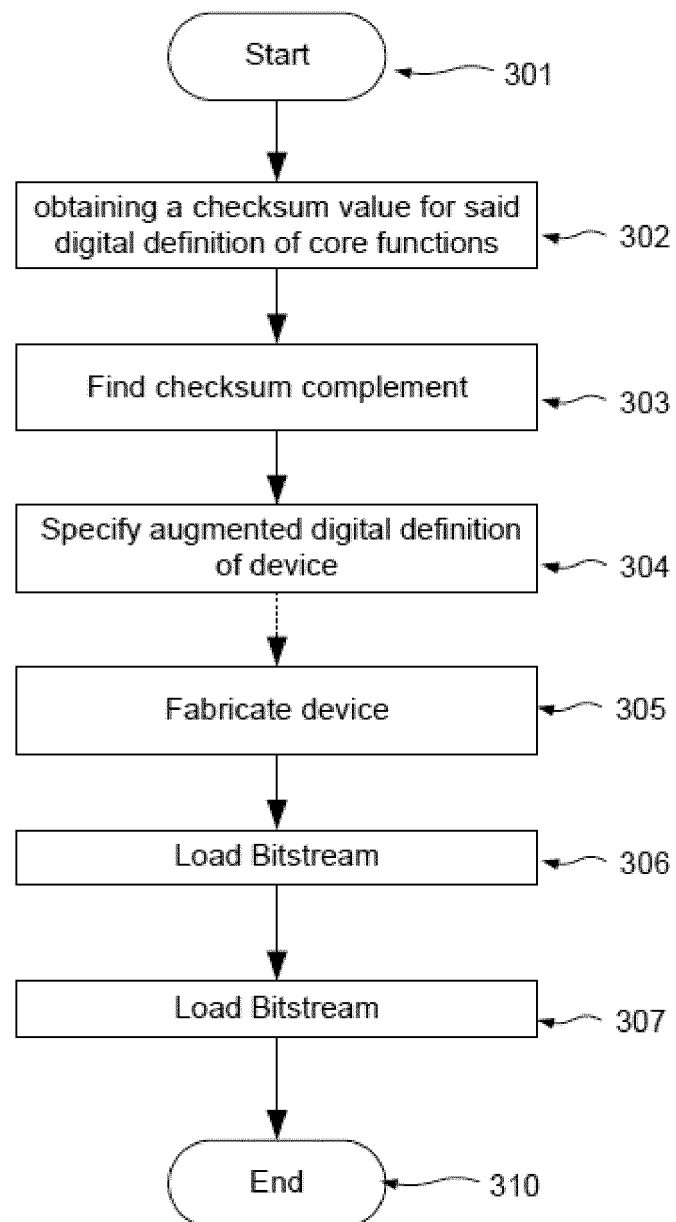 Start
301
obtaining a checksum value for said
digital definition of core functions
302
Find checksum complement
303
Specify augmented digital definition
of device
304
Fabricate device
305
Load Bitstream
306
Load Bitstream
307
End
310